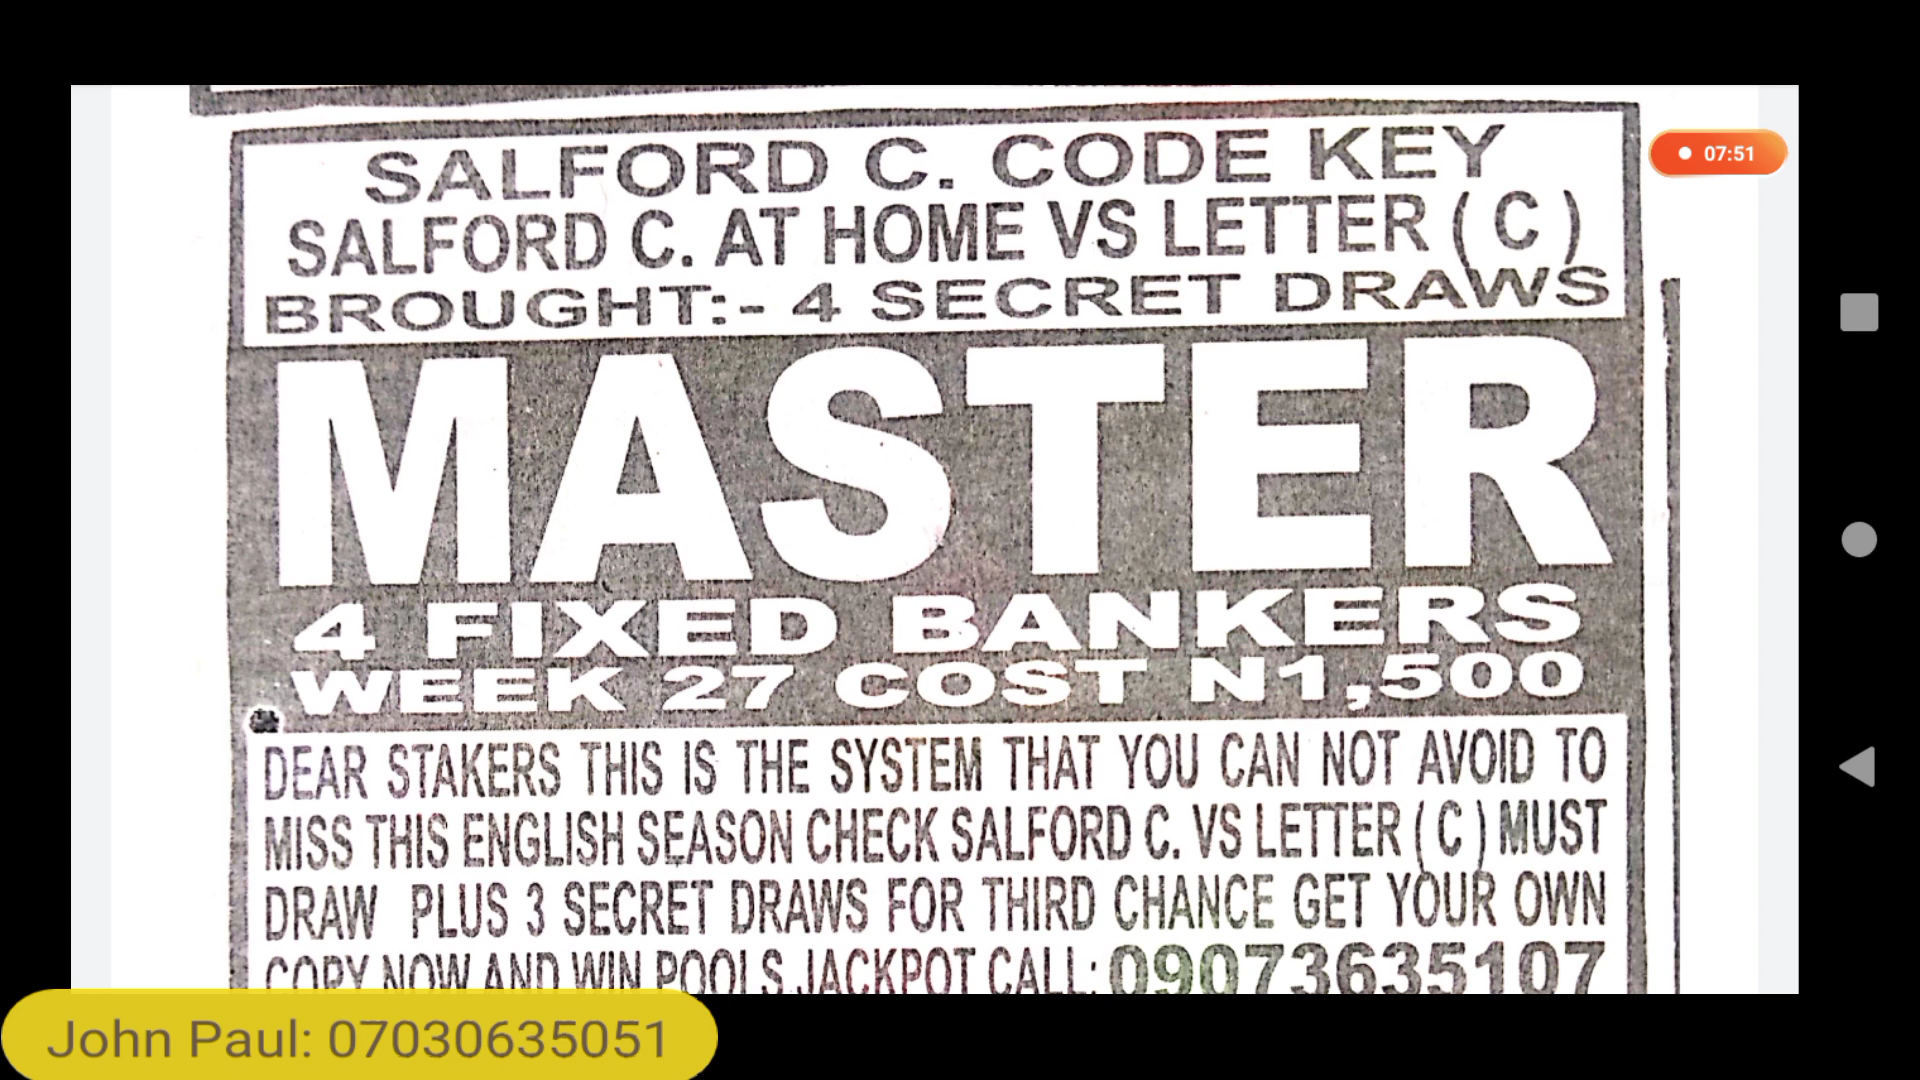 SALFORD C. CODE KEY
07:51
SALFORD C. AT HOME VS LETTER ( C )
BROUGHT:- 4 SECRET DRAWS
MASTER
4 FIXED BANKERS
WEEK 27 COST N1,500
DEAR STAKERS THIS IS THE SYSTEM THAT YOU CAN NOT AVOID TO
MISS THIS ENGLISH SEASON CHECK SALFORD C. VS LETTER ( C ) MUST
DRAW PLUS 3 SECRET DRAWS FOR THIRD CHANCE GET YOUR OWN
COPY NOW AND WIN POOLS JACKPOT CALL: 09073635107
John Paul: 07030635051